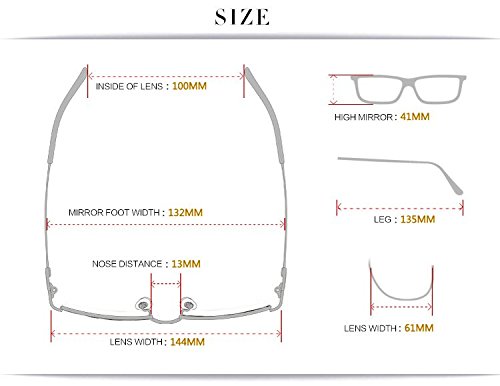 SIZE
INSIDE OF LENS : 100MM
HIGH MIRROR : 41MM
MIRROR FOOT WIDTH : 132MM
LEG : 135MM
NOSE DISTANCE : 13MM
LENS WIDTH : 61MM
LENS WIDTH : 144MM